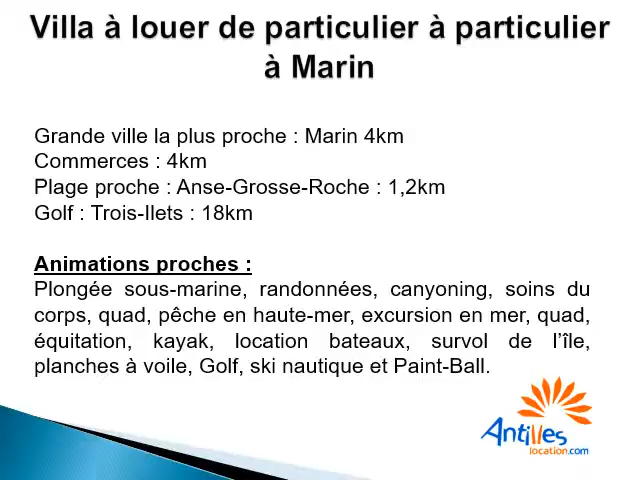 Villa à louer de particulier à particulier
à Marin
Grande ville la plus proche : Marin 4km
Commerces : 4km
Plage proche : Anse-Grosse-Roche : 1,2km
Golf : Trois-Ilets : 18km
Animations proches :
Plongée sous-marine, randonnées, canyoning, soins du
corps, quad, pêche en haute-mer, excursion en mer, quad,
équitation, kayak, location bateaux, survol de l’île,
planches à voile, Golf, ski nautique et Paint-Ball.
Antilles
location.com